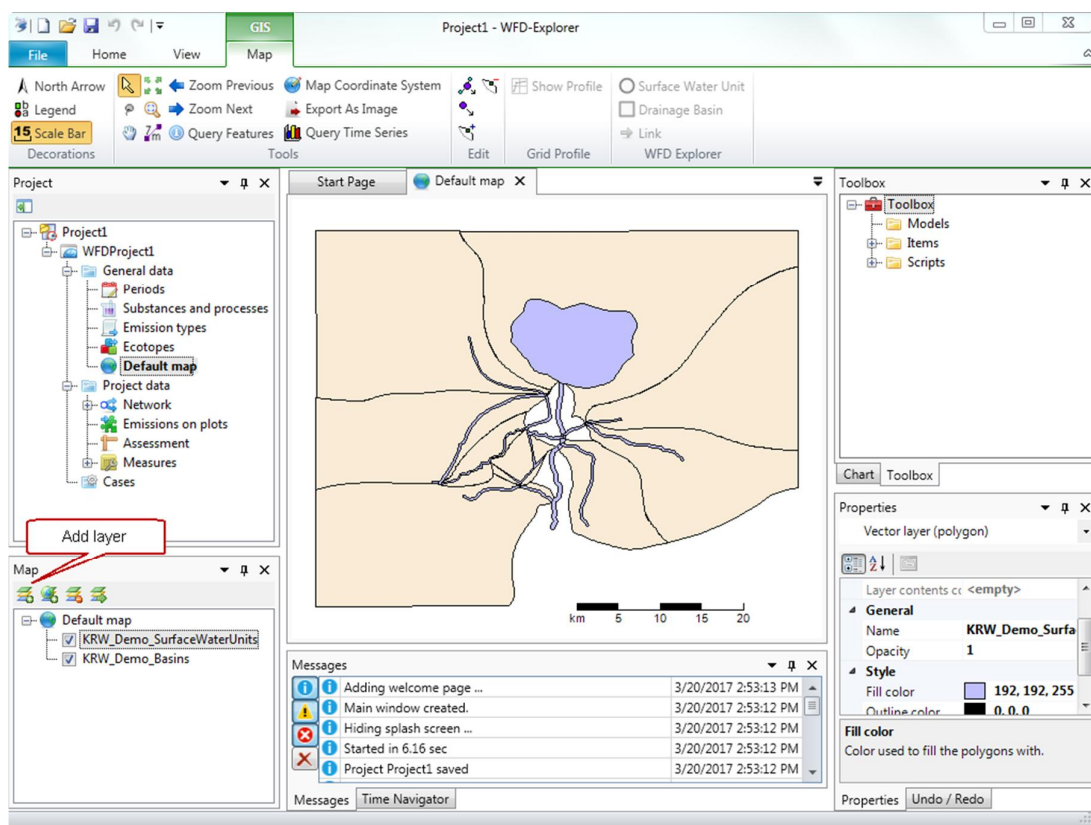 GIS
Project1 - WFD-Explorer
File Home View Map
North Arrow Zoom Previous Map Coordinate System Show Profile Surface Water Unit
Legend Zoom Next Export As Image Drainage Basin
15 Scale Bar Query Features Query Time Series Link
Decorations Tools Edit Grid Profile WFD Explorer
Project
Project1
WFDProject1
General data
Periods
Substances and processes
Emission types
Ecotopes
Default map
Project data
Network
Emissions on plots
Assessment
Measures
Cases
Add layer
Map
Default map
KRW_Demo_SurfaceWaterUnits
KRW_Demo_Basins
Start Page Default map
km 5 10 15 20
Messages
Adding welcome page ... 3/20/2017 2:53:13 PM
Main window created. 3/20/2017 2:53:12 PM
Hiding splash screen ... 3/20/2017 2:53:12 PM
Started in 6.16 sec 3/20/2017 2:53:12 PM
Project Project1 saved 3/20/2017 2:53:12 PM
Messages Time Navigator
Toolbox
Toolbox
Models
Items
Scripts
Chart Toolbox
Properties
Vector layer (polygon)
Layer contents cc <empty>
General
Name KRW_Demo_Surfa
Opacity 1
Style
Fill color 192, 192, 255
Outline color 0, 0, 0
Fill color
Color used to fill the polygons with.
Properties Undo / Redo